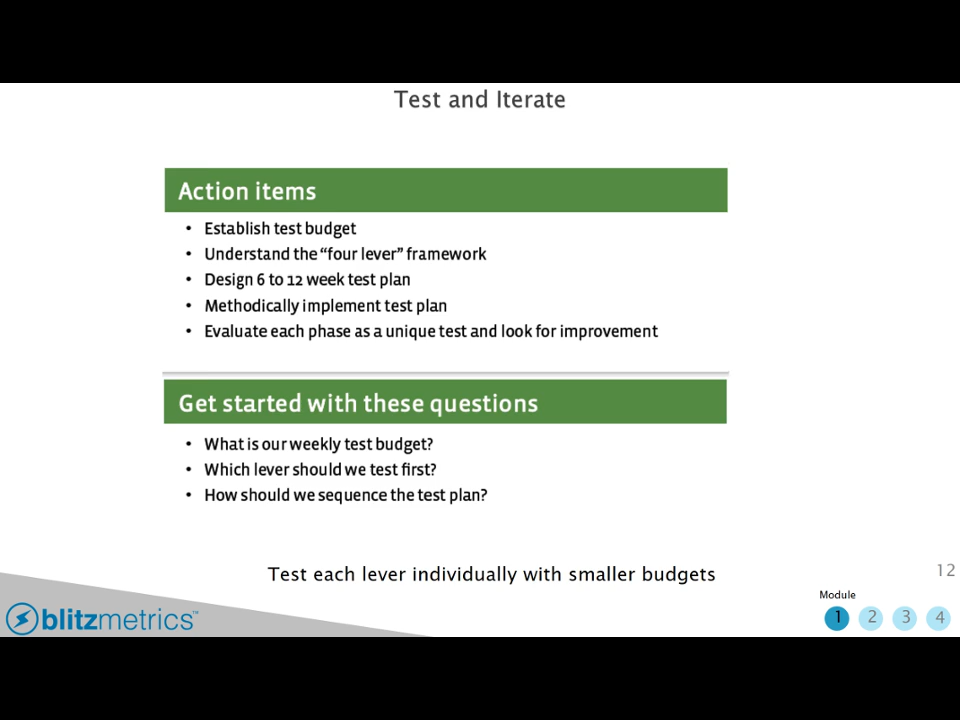 Test and Iterate
Action items
• Establish test budget
• Understand the “four lever” framework
• Design 6 to 12 week test plan
• Methodically implement test plan
• Evaluate each phase as a unique test and look for improvement
Get started with these questions
• What is our weekly test budget?
• Which lever should we test first?
• How should we sequence the test plan?
Test each lever individually with smaller budgets
12
Module
blitzmetrics™
1 2 3 4